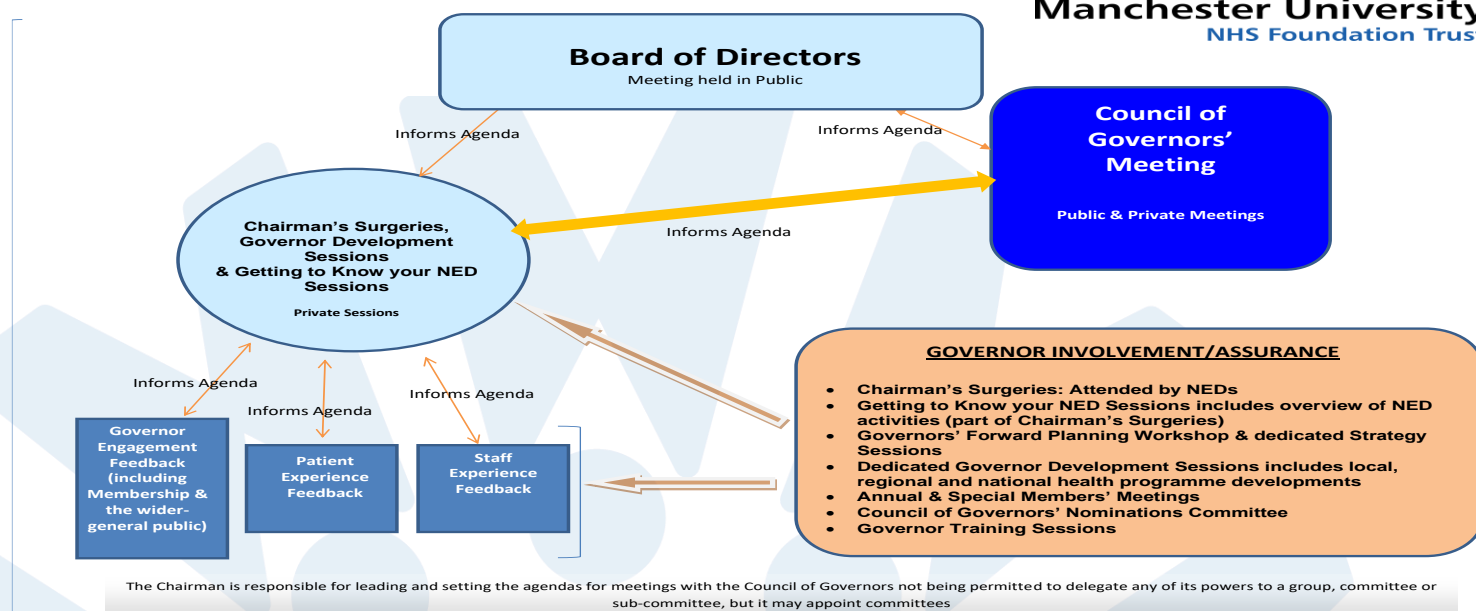 Manchester University
NHS Foundation Trust
Board of Directors
Meeting held in Public
Informs Agenda
Informs Agenda
Council of
Governors’
Meeting
Public & Private Meetings
Chairman’s Surgeries,
Governor Development
Sessions
& Getting to Know your NED
Sessions
Private Sessions
Informs Agenda
Informs Agenda
Informs Agenda
Informs Agenda
Governor
Engagement
Feedback
(including
Membership &
the wider-
general public)
Patient
Experience
Feedback
Staff
Experience
Feedback
GOVERNOR INVOLVEMENT/ASSURANCE
• Chairman’s Surgeries: Attended by NEDs
• Getting to Know your NED Sessions includes overview of NED
activities (part of Chairman’s Surgeries)
• Governors’ Forward Planning Workshop & dedicated Strategy
Sessions
• Dedicated Governor Development Sessions includes local,
regional and national health programme developments
• Annual & Special Members’ Meetings
• Council of Governors’ Nominations Committee
• Governor Training Sessions
The Chairman is responsible for leading and setting the agendas for meetings with the Council of Governors not being permitted to delegate any of its powers to a group, committee or
sub-committee, but it may appoint committees